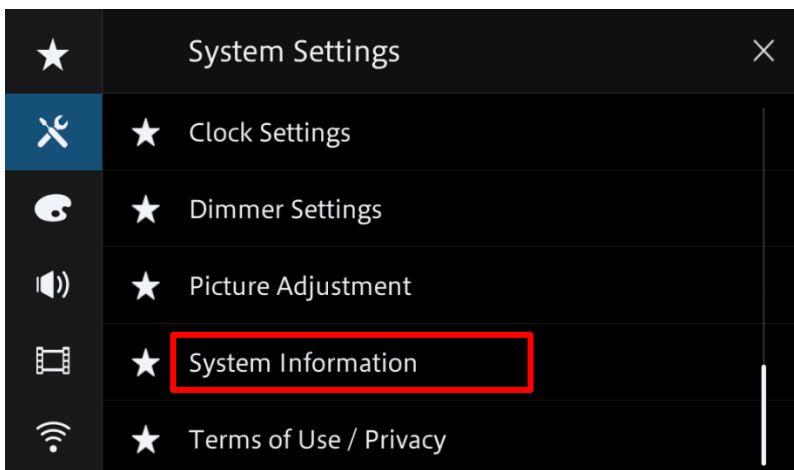 System Settings
Clock Settings
Dimmer Settings
Picture Adjustment
System Information
Terms of Use / Privacy